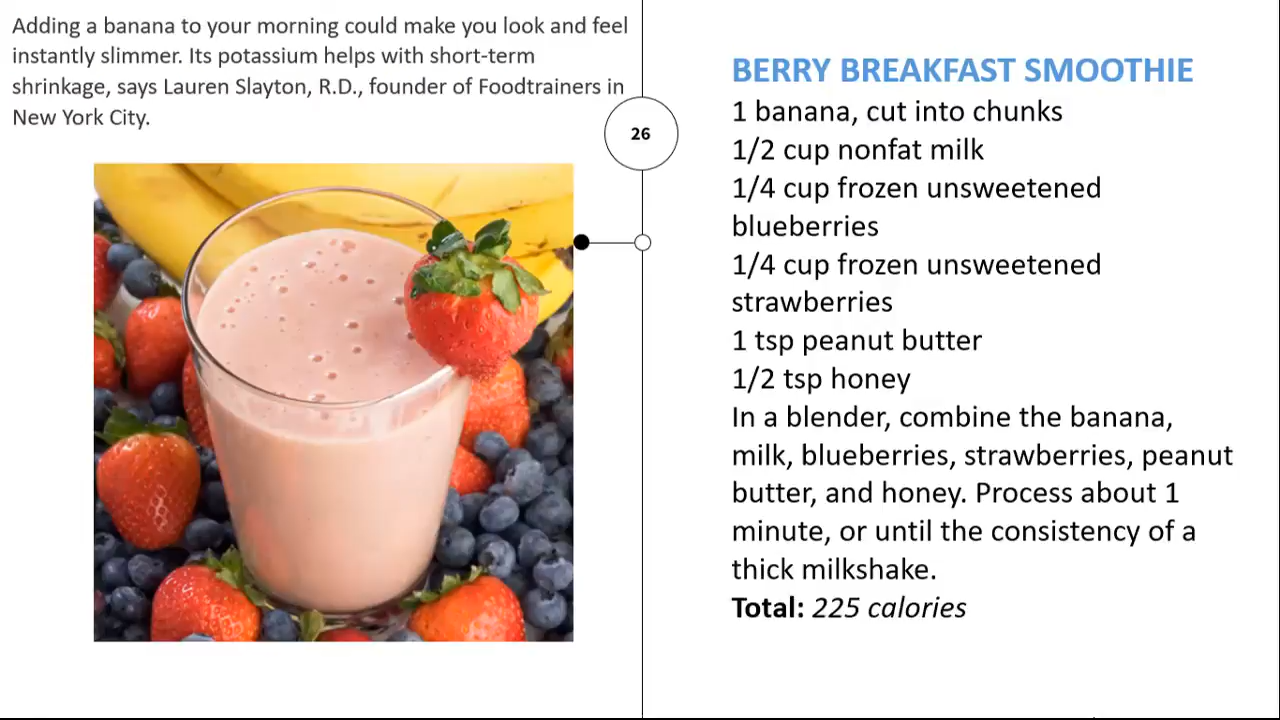 Adding a banana to your morning could make you look and feel
instantly slimmer. Its potassium helps with short-term
shrinkage, says Lauren Slayton, R.D., founder of Foodtrainers in
New York City.
26
BERRY BREAKFAST SMOOTHIE
1 banana, cut into chunks
1/2 cup nonfat milk
1/4 cup frozen unsweetened
blueberries
1/4 cup frozen unsweetened
strawberries
1 tsp peanut butter
1/2 tsp honey
In a blender, combine the banana,
milk, blueberries, strawberries, peanut
butter, and honey. Process about 1
minute, or until the consistency of a
thick milkshake.
Total: 225 calories